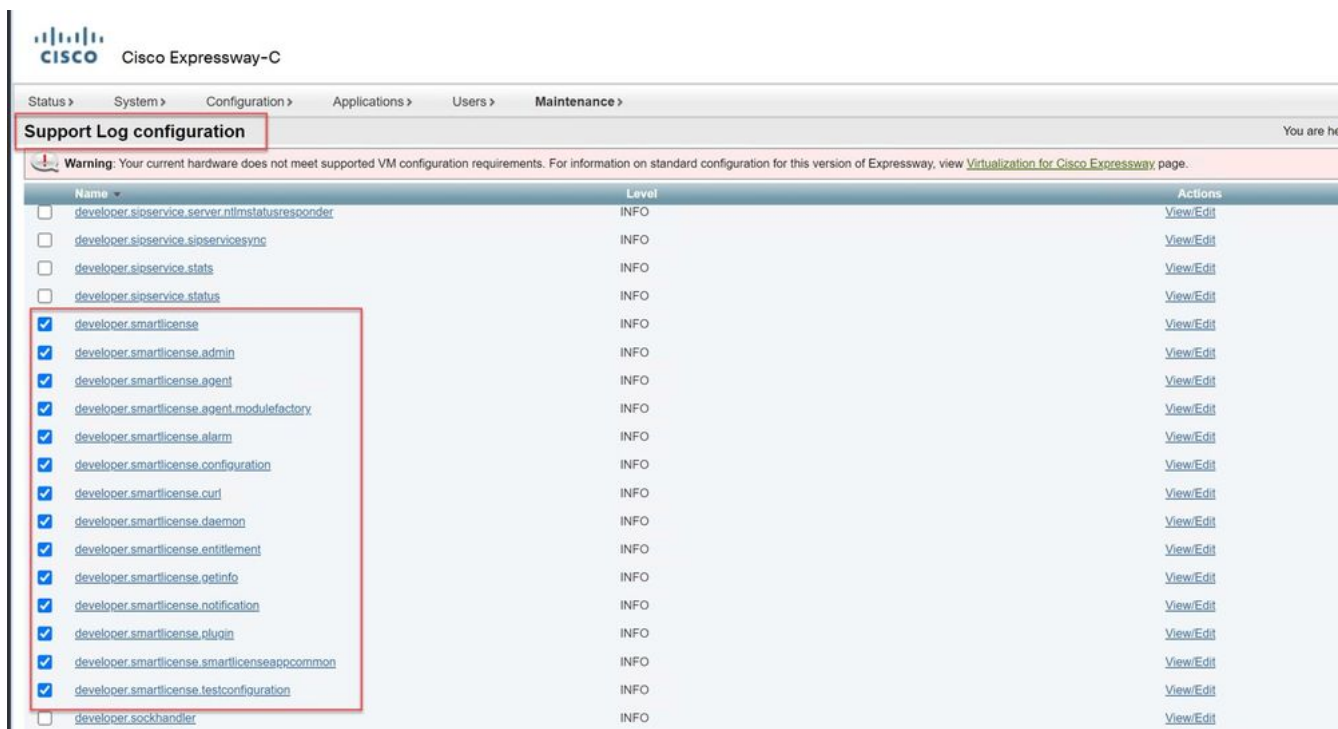 CISCO Cisco Expressway-C
Status > System > Configuration > Applications > Users > Maintenance >
Support Log configuration You are he
Warning: Your current hardware does not meet supported VM configuration requirements. For information on standard configuration for this version of Expressway, view Virtualization for Cisco Expressway page.
Name Level Actions
developer.sipservice.server.ntlmstatusresponder INFO View/Edit
developer.sipservice.sipservicesync INFO View/Edit
developer.sipservice.stats INFO View/Edit
developer.sipservice.status INFO View/Edit
developer.smartlicense INFO View/Edit
developer.smartlicense.admin INFO View/Edit
developer.smartlicense.agent INFO View/Edit
developer.smartlicense.agent.modulefactory INFO View/Edit
developer.smartlicense.alarm INFO View/Edit
developer.smartlicense.configuration INFO View/Edit
developer.smartlicense.curl INFO View/Edit
developer.smartlicense.daemon INFO View/Edit
developer.smartlicense.entitlement INFO View/Edit
developer.smartlicense.getinfo INFO View/Edit
developer.smartlicense.notification INFO View/Edit
developer.smartlicense.plugin INFO View/Edit
developer.smartlicense.smartlicenseappcommon INFO View/Edit
developer.smartlicense.testconfiguration INFO View/Edit
developer.sockhandler INFO View/Edit